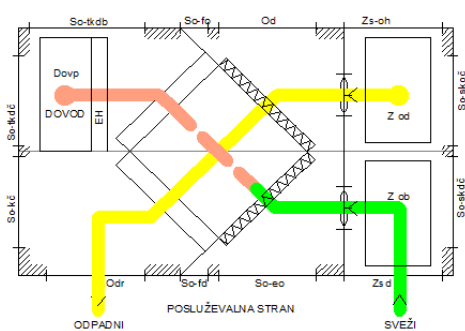 So-tkdb So-fo Od Zs-oh
Dovp
DOVOD
EH
Z od
So-tkdč
So-skoč
Z ob
So-kč
So-skdč
Odr So-fd So-eo Zs d
POSLUŽEVALNA STRAN
ODPADNI SVEŽI